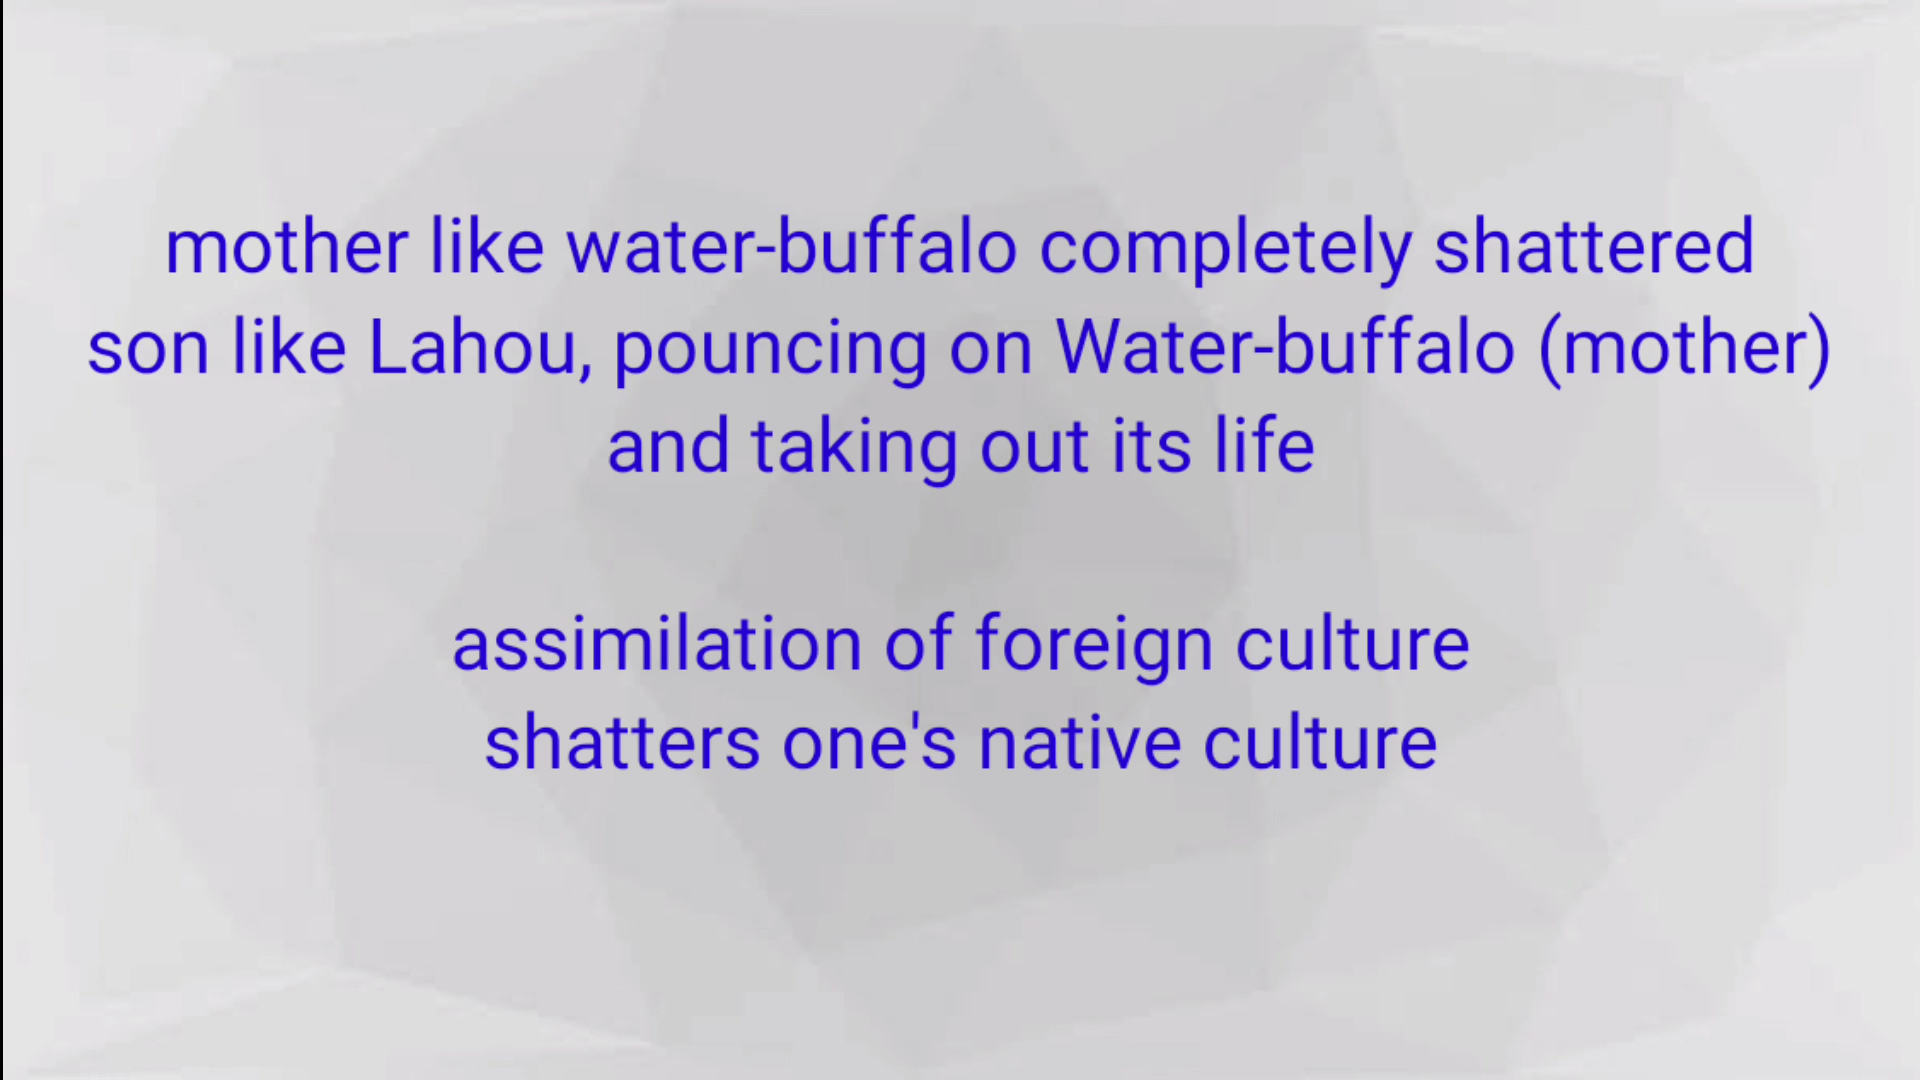 mother like water-buffalo completely shattered
son like Lahou, pouncing on Water-buffalo (mother)
and taking out its life
assimilation of foreign culture
shatters one's native culture